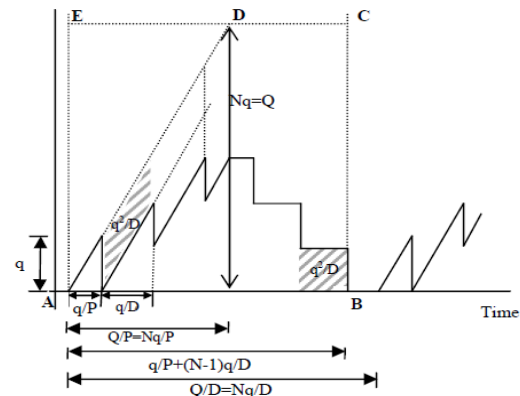 E D C
Nq=Q
q²/D
q
q²/D
A B
q/P q/D
Time
Q/P=Nq/P
q/P+(N-1)q/D
Q/D=Nq/D